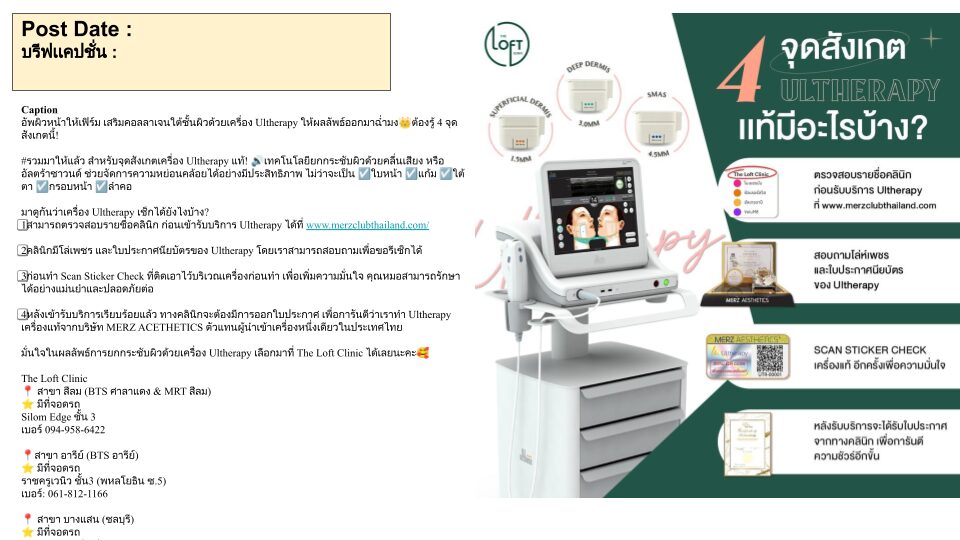 Post Date :
บรีฟแคปชั่น :
Caption
อัพผิวหน้าให้เฟิร์ม เสริมคอลลาเจนใต้ชั้นผิวด้วยเครื่อง Ultherapy ให้ผลลัพธ์ออกมาฉ่ำมง👑ต้องรู้ 4 จุด
สังเกตนี้!
#รวมมาให้แล้ว สำหรับจุดสังเกตเครื่อง Ultherapy แท้! 🔊เทคโนโลยียกกระชับผิวด้วยคลื่นเสียง หรือ
อัลตร้าซาวนด์ ช่วยจัดการความหย่อนคล้อยได้อย่างมีประสิทธิภาพ ไม่ว่าจะเป็น ☑️ใบหน้า ☑️แก้ม ☑️ใต้
ตา ☑️กรอบหน้า ☑️ลำคอ
มาดูกันว่าเครื่อง Ultherapy เช็กได้ยังไงบ้าง?
1️⃣สามารถตรวจสอบรายชื่อคลินิก ก่อนเข้ารับบริการ Ultherapy ได้ที่ www.merzclubthailand.com/
2️⃣คลินิกมีโล่เพชร และใบประกาศนียบัตรของ Ultherapy โดยเราสามารถสอบถามเพื่อขอรีเช็กได้
3️⃣ก่อนทำ Scan Sticker Check ที่ติดเอาไว้บริเวณเครื่องก่อนทำ เพื่อเพิ่มความมั่นใจ คุณหมอสามารถรักษา
ได้อย่างแม่นยำและปลอดภัยต่อ
4️⃣หลังเข้ารับบริการเรียบร้อยแล้ว ทางคลินิกจะต้องมีการออกใบประกาศ เพื่อการันตีว่าเราทำ Ultherapy
เครื่องแท้จากบริษัท MERZ ACETHETICS ตัวแทนผู้นำเข้าเครื่องหนึ่งเดียวในประเทศไทย
มั่นใจในผลลัพธ์การยกกระชับผิวด้วยเครื่อง Ultherapy เลือกมาที่ The Loft Clinic ได้เลยนะคะ🥰
The Loft Clinic
📍 สาขา สีลม (BTS ศาลาแดง & MRT สีลม)
⭐ มีที่จอดรถ
Silom Edge ชั้น 3
เบอร์ 094-958-6422
📍สาขา อารีย์ (BTS อารีย์)
⭐ มีที่จอดรถ
ราชครูเวนิว ชั้น3 (พหลโยธิน ซ.5)
เบอร์: 061-812-1166
📍 สาขา บางแสน (ชลบุรี)
⭐ มีที่จอดรถ
THE
LOFT
CLINIC
SUPERFICIAL DERMIS
1.5MM
DEEP DERMIS
3.0MM
SMAS
4.5MM
4 จุดสังเกต
ULTHERAPY
แท้มีอะไรบ้าง?
The Loft Clinic
ตรวจสอบรายชื่อคลินิก
ก่อนรับบริการ Ultherapy
ที่ www.merzclubthailand.com
MERZ AESTHETICS
สอบถามโล่ห์เพชร
และใบประกาศนียบัตร
ของ Ultherapy
MERZ AESTHETICS
Ultherapy
UTR-00001
SCAN STICKER CHECK
เครื่องแท้ อีกครั้งเพื่อความมั่นใจ
หลังรับบริการจะได้รับใบประกาศ
จากทางคลินิก เพื่อการันตี
ความชัวร์อีกขั้น